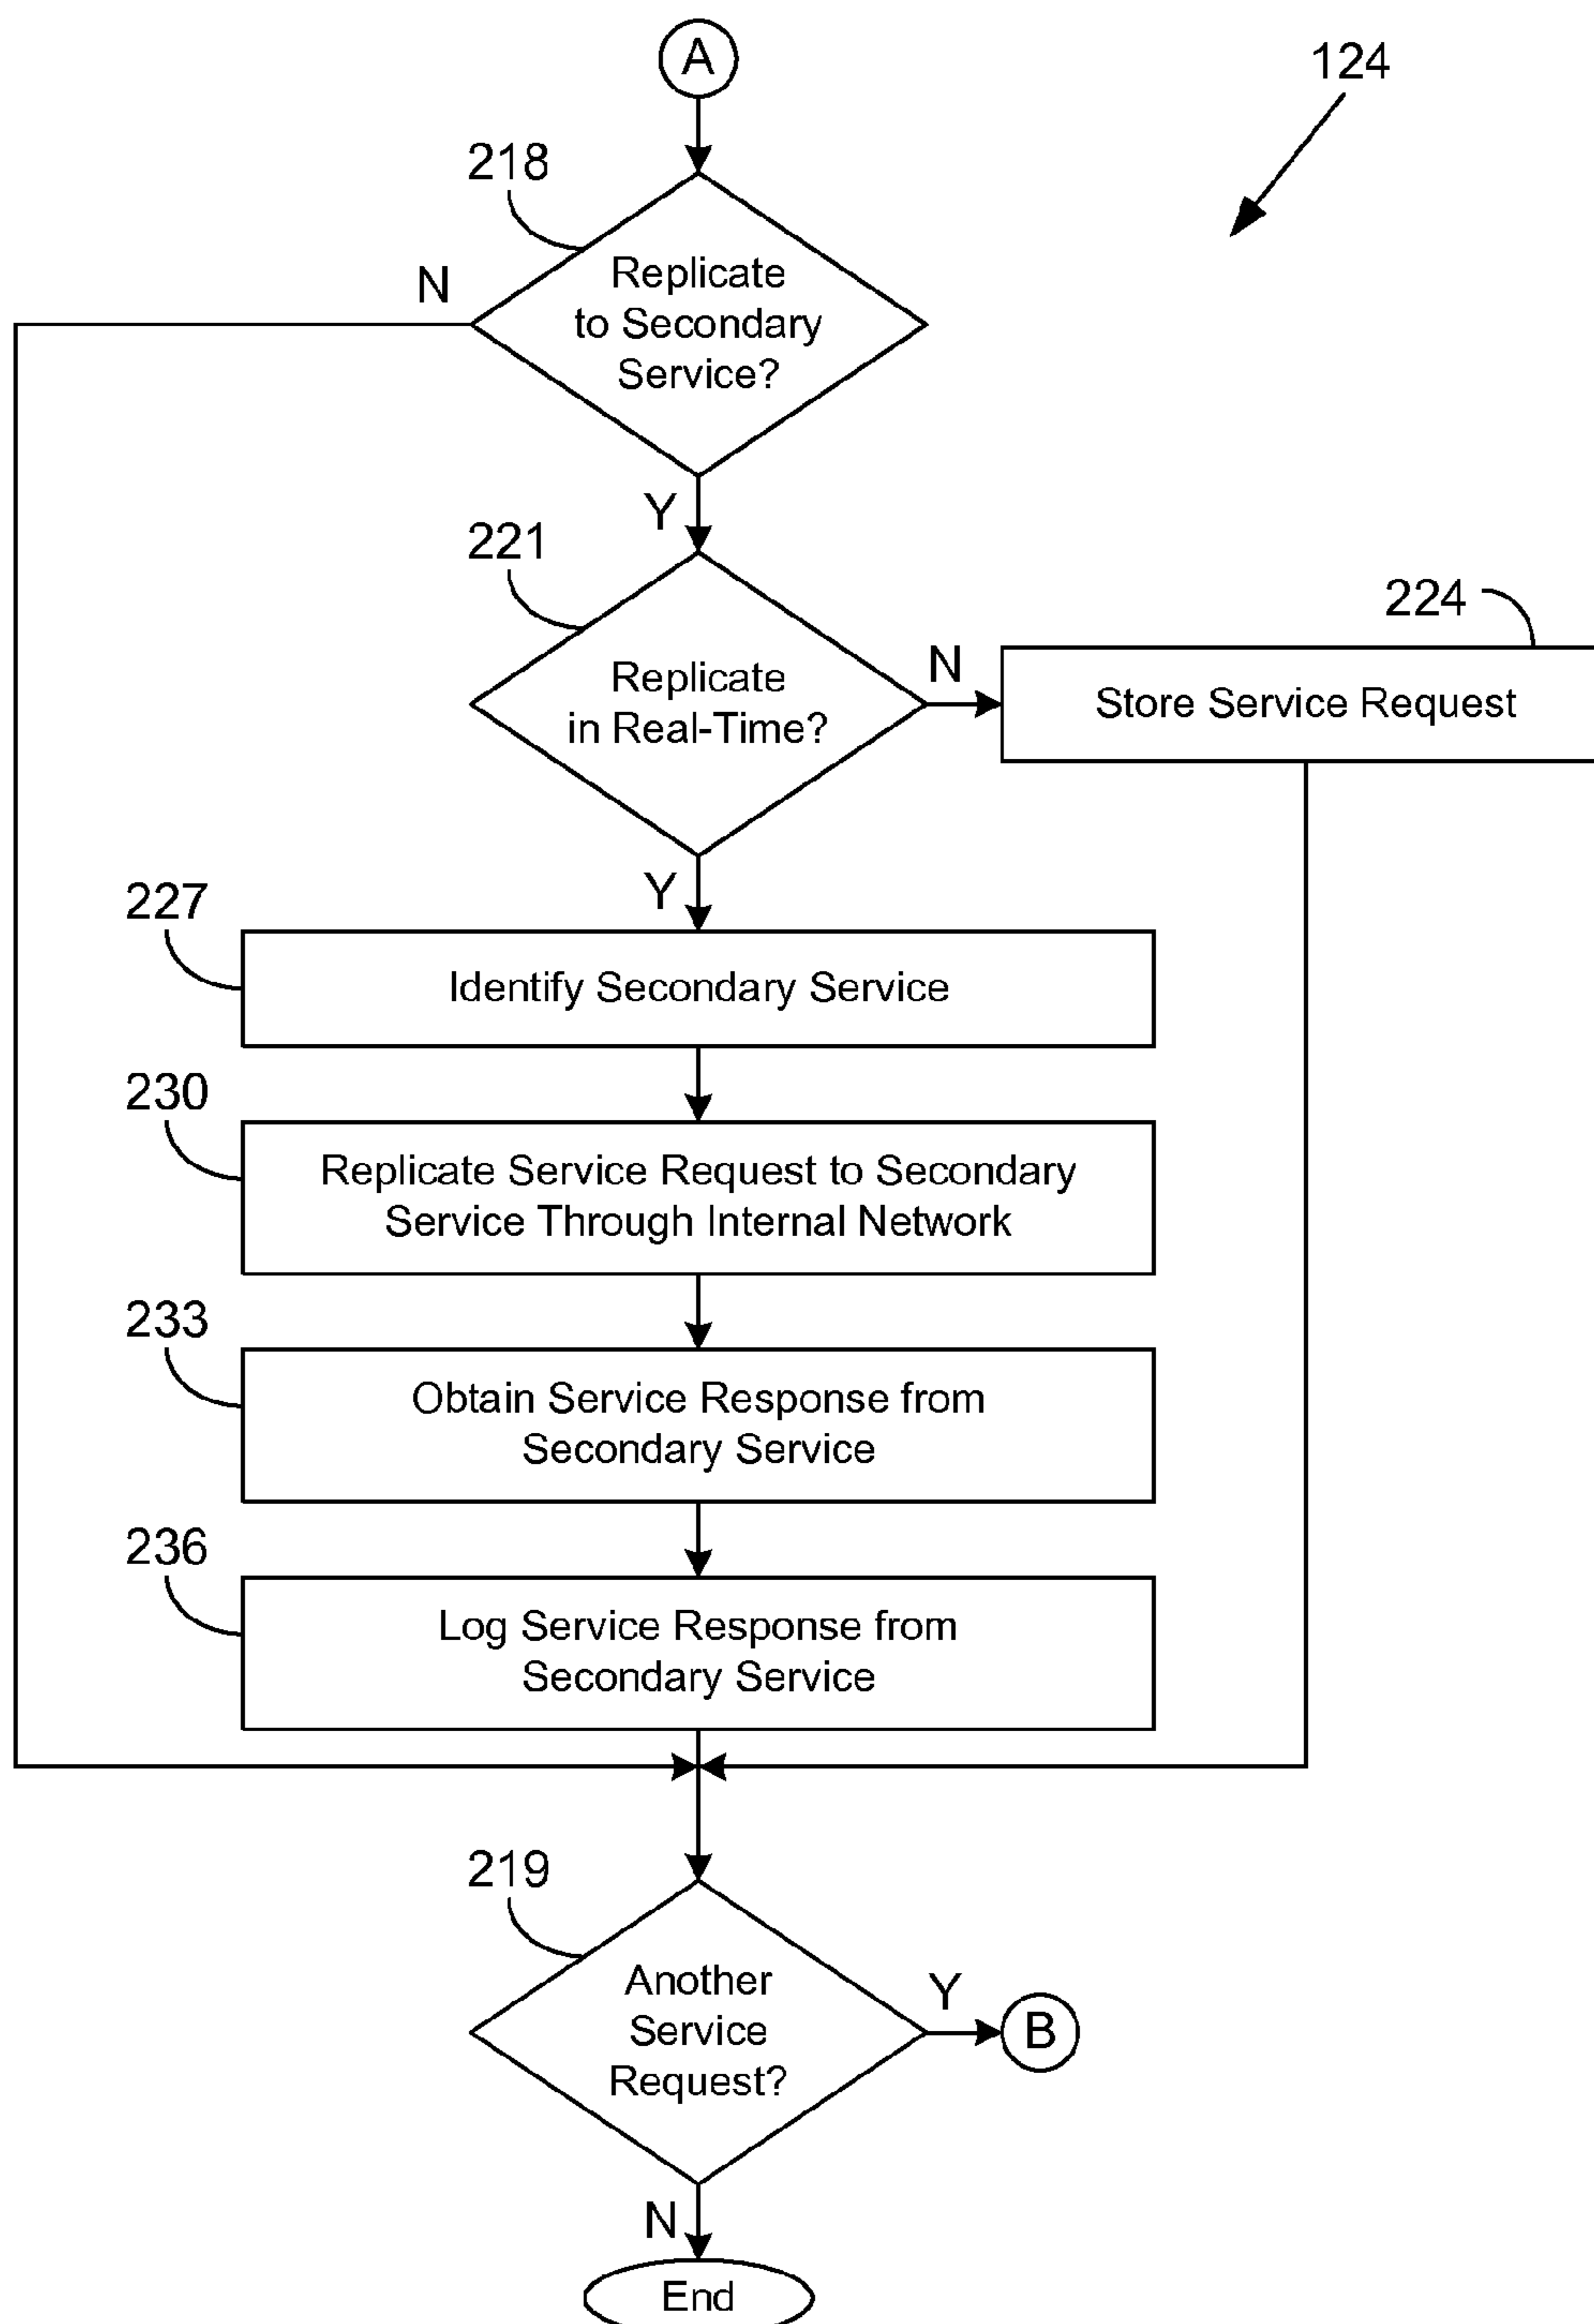 A
124
218
N
Replicate
to Secondary
Service?
Y
221
224
Replicate
in Real-Time?
N
Store Service Request
Y
227
Identify Secondary Service
230
Replicate Service Request to Secondary
Service Through Internal Network
233
Obtain Service Response from
Secondary Service
236
Log Service Response from
Secondary Service
219
Another
Service
Request?
Y
B
N
End